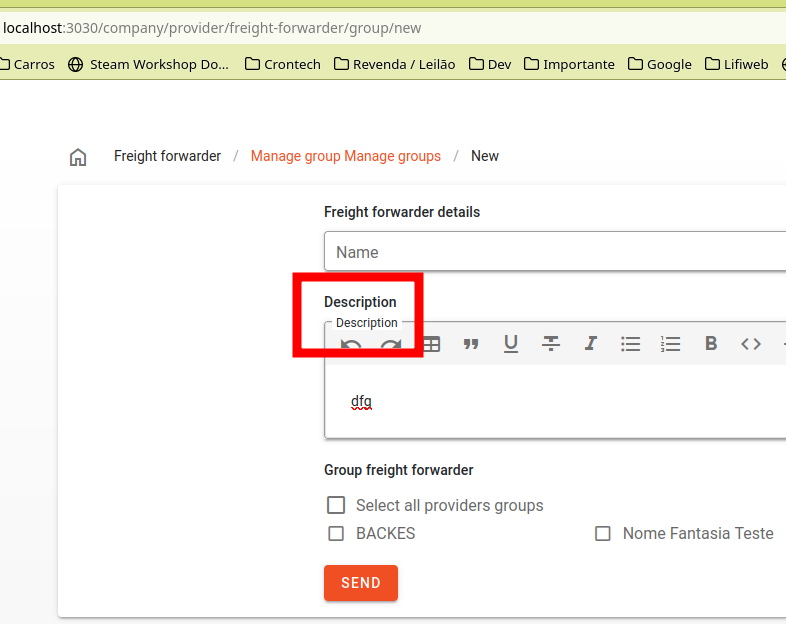 localhost:3030/company/provider/freight-forwarder/group/new
Carros Steam Workshop Do... Crontech Revenda / Leilão Dev Importante Google Lifiweb
Freight forwarder / Manage group Manage groups / New
Freight forwarder details
Name
Description
Description
dfg
Group freight forwarder
Select all providers groups
BACKES Nome Fantasia Teste
SEND